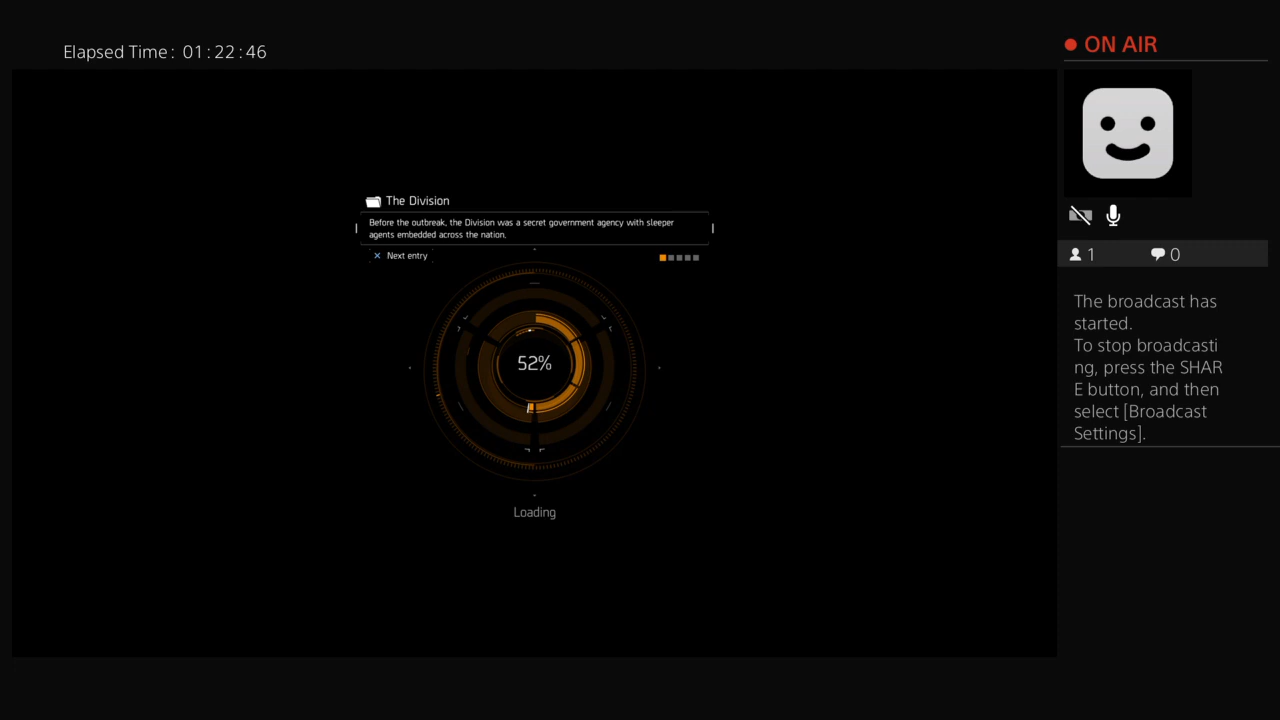 Elapsed Time: 01:22:46
ON AIR
The Division
Before the outbreak, the Division was a secret government agency with sleeper
agents embedded across the nation.
Next entry
1
0
The broadcast has
started.
To stop broadcasti
ng, press the SHAR
E button, and then
select [Broadcast
Settings].
52%
Loading